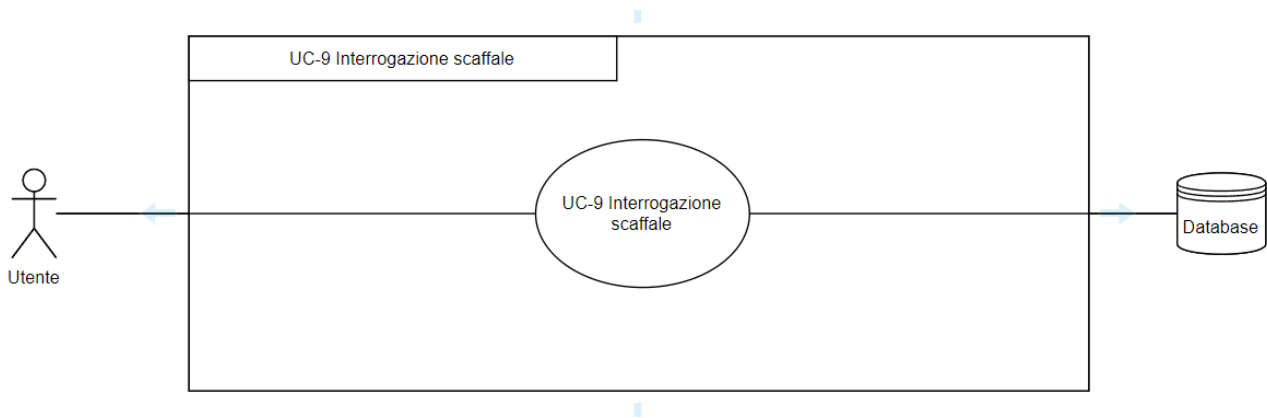 UC-9 Interrogazione scaffale
UC-9 Interrogazione
scaffale
Utente
Database